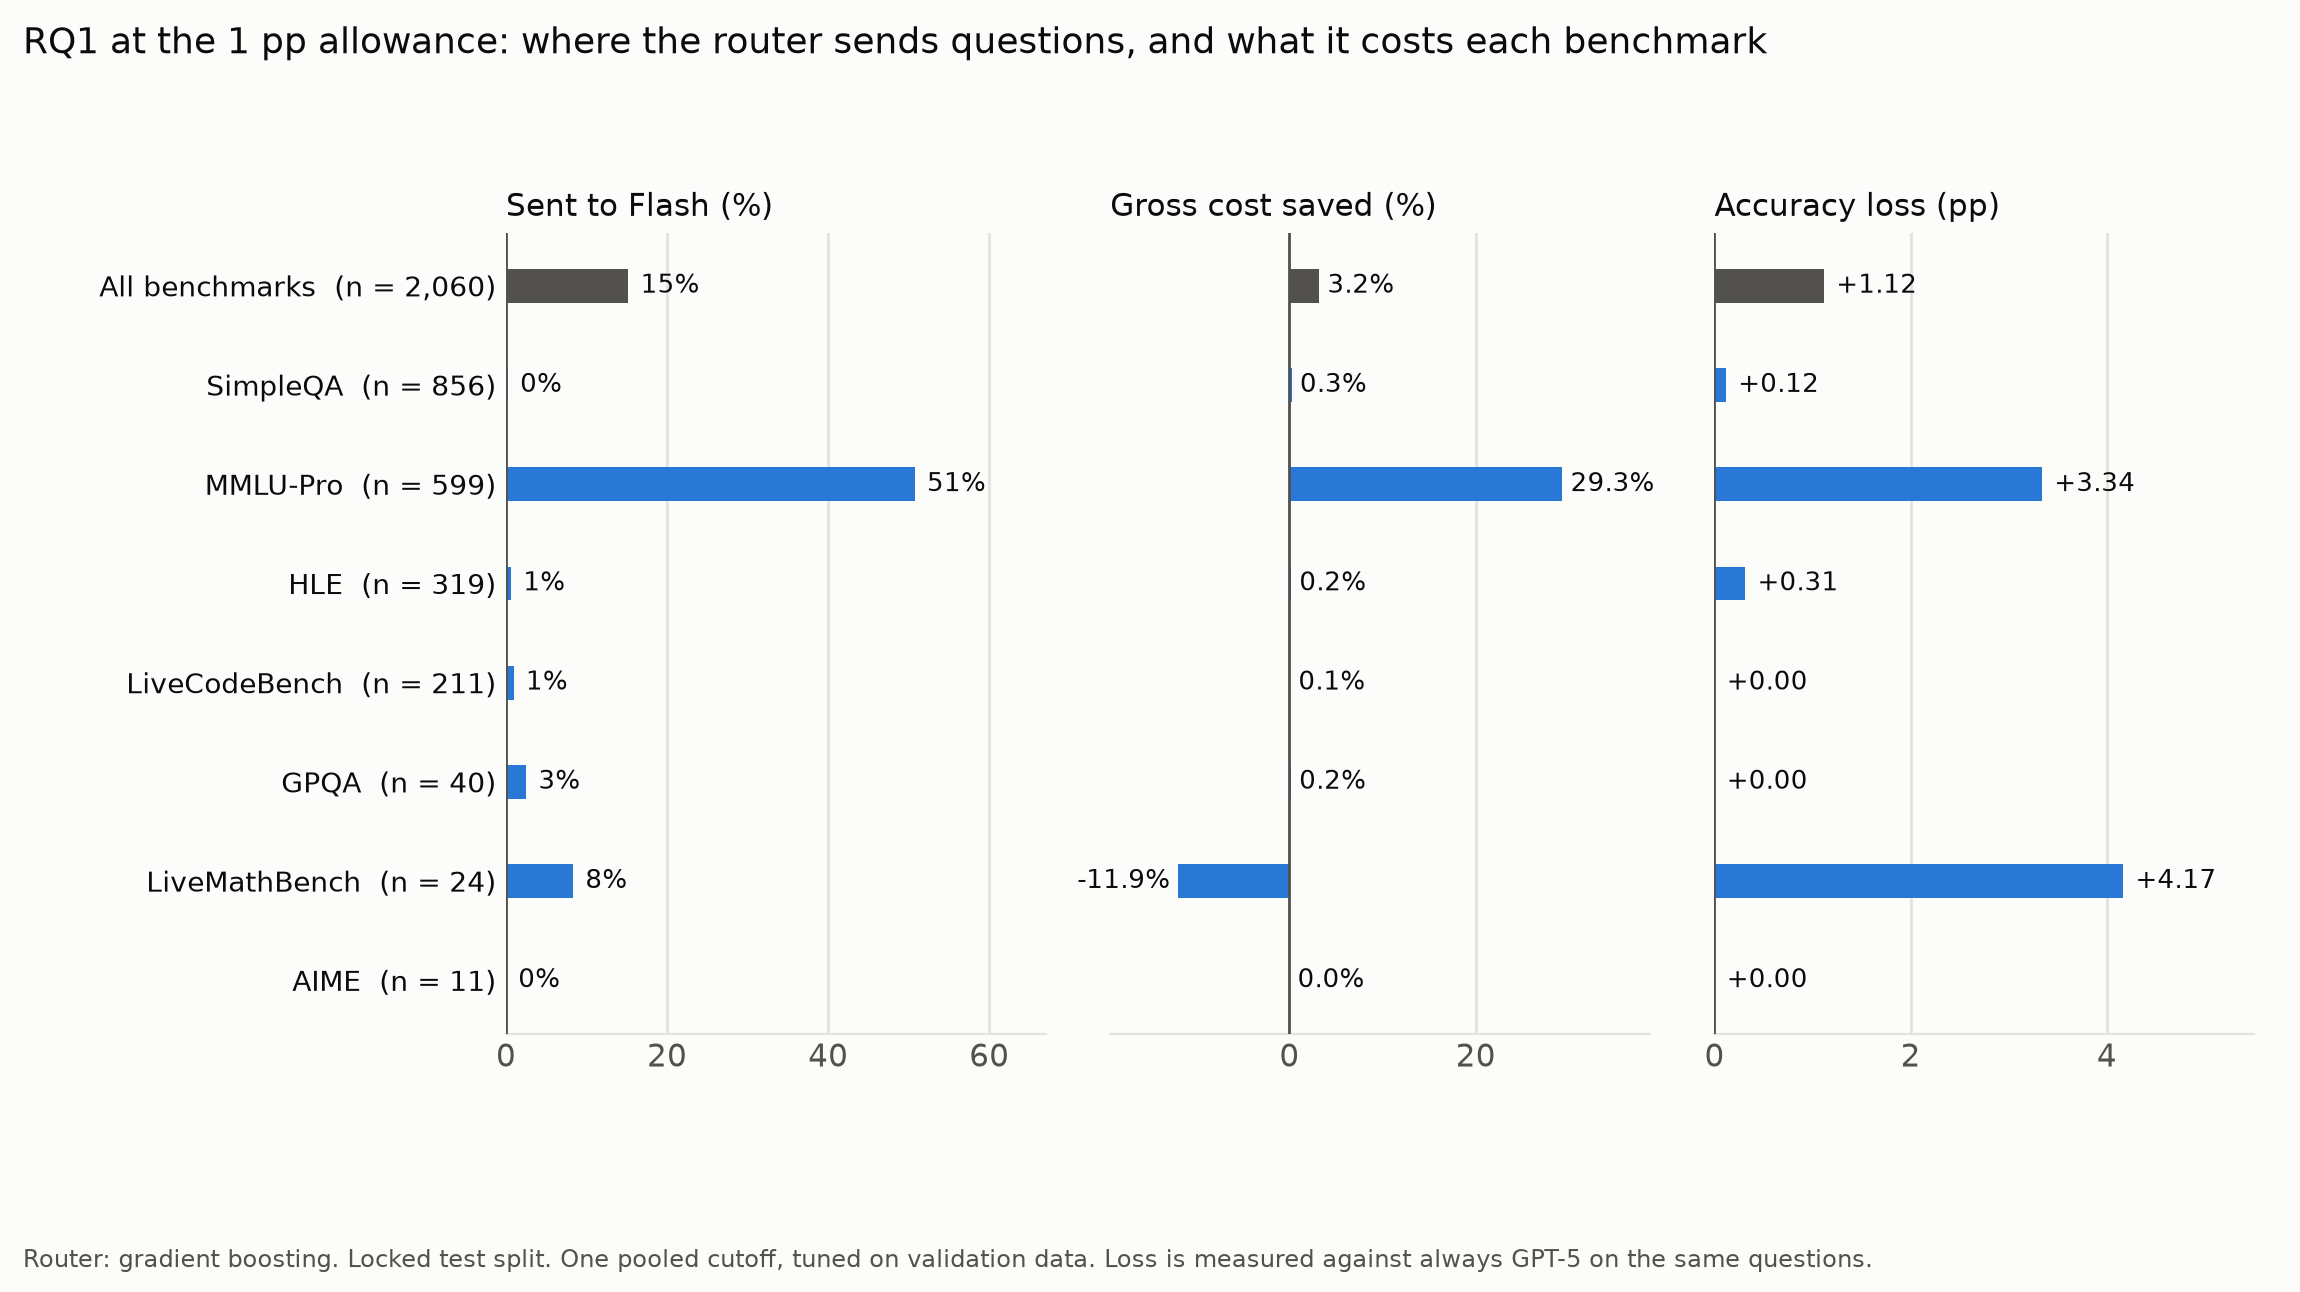 RQ1 at the 1 pp allowance: where the router sends questions, and what it costs each benchmark
Sent to Flash (%)
Gross cost saved (%)
Accuracy loss (pp)
All benchmarks (n = 2,060) 15% 3.2% +1.12
SimpleQA (n = 856) 0% 0.3% +0.12
MMLU-Pro (n = 599) 51% 29.3% +3.34
HLE (n = 319) 1% 0.2% +0.31
LiveCodeBench (n = 211) 1% 0.1% +0.00
GPQA (n = 40) 3% 0.2% +0.00
LiveMathBench (n = 24) 8% -11.9% +4.17
AIME (n = 11) 0% 0.0% +0.00
0 20 40 60
0 20
0 2 4
Router: gradient boosting. Locked test split. One pooled cutoff, tuned on validation data. Loss is measured against always GPT-5 on the same questions.